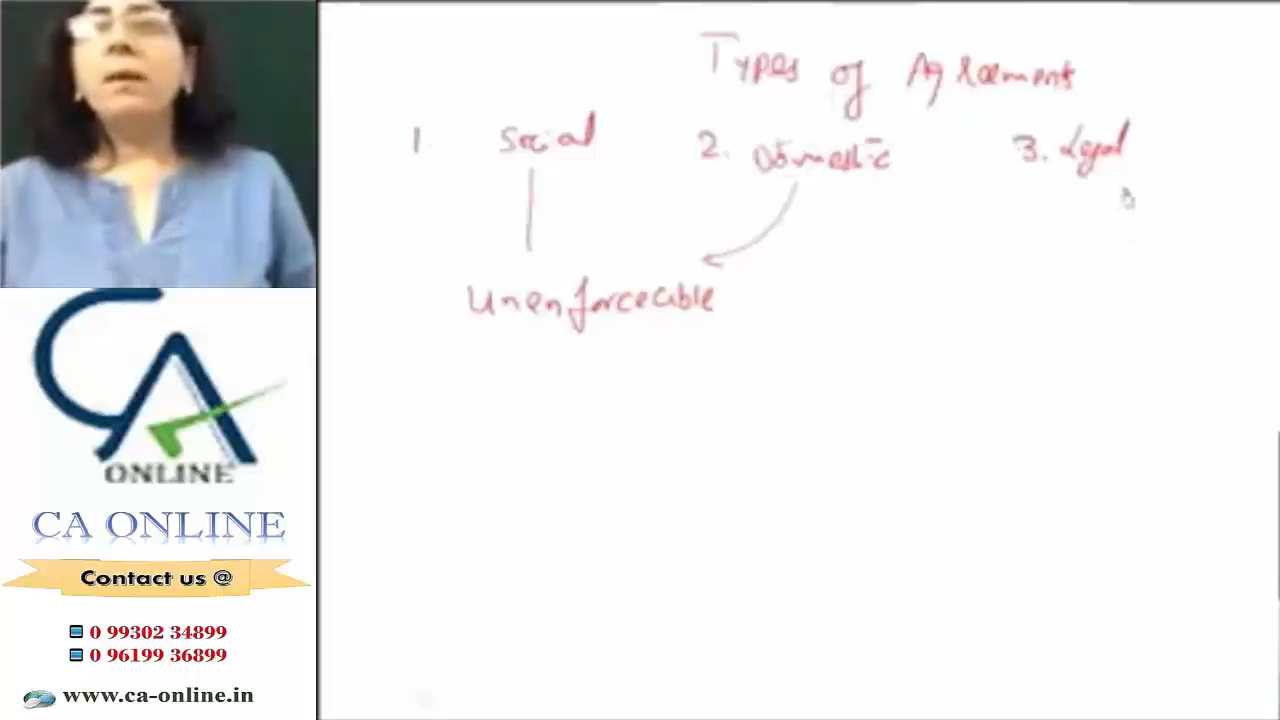 Types of Agreement
1 Social 2. Domestic 3. Legal
Unenforceable
CA
ONLINE
CA ONLINE
Contact us @
0 99302 34899
0 96199 36899
www.ca-online.in